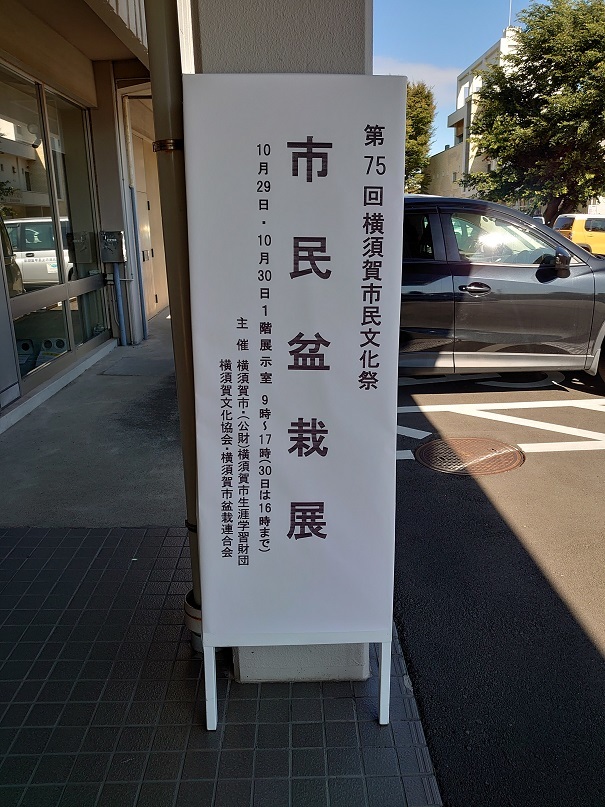 第75回横須賀市民文化祭
市民盆栽展
10月29日・10月30日1階展示室 9時～17時(30日は16時まで)
主催 横須賀市・(公財)横須賀市生涯学習財団
横須賀文化協会・横須賀市盆栽連合会